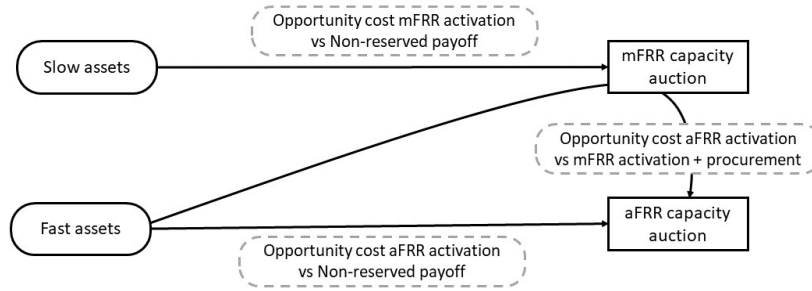 Opportunity cost mFRR activation
vs Non-reserved payoff
Slow assets
mFRR capacity
auction
Opportunity cost aFRR activation
vs mFRR activation + procurement
Fast assets
aFRR capacity
auction
Opportunity cost aFRR activation
vs Non-reserved payoff